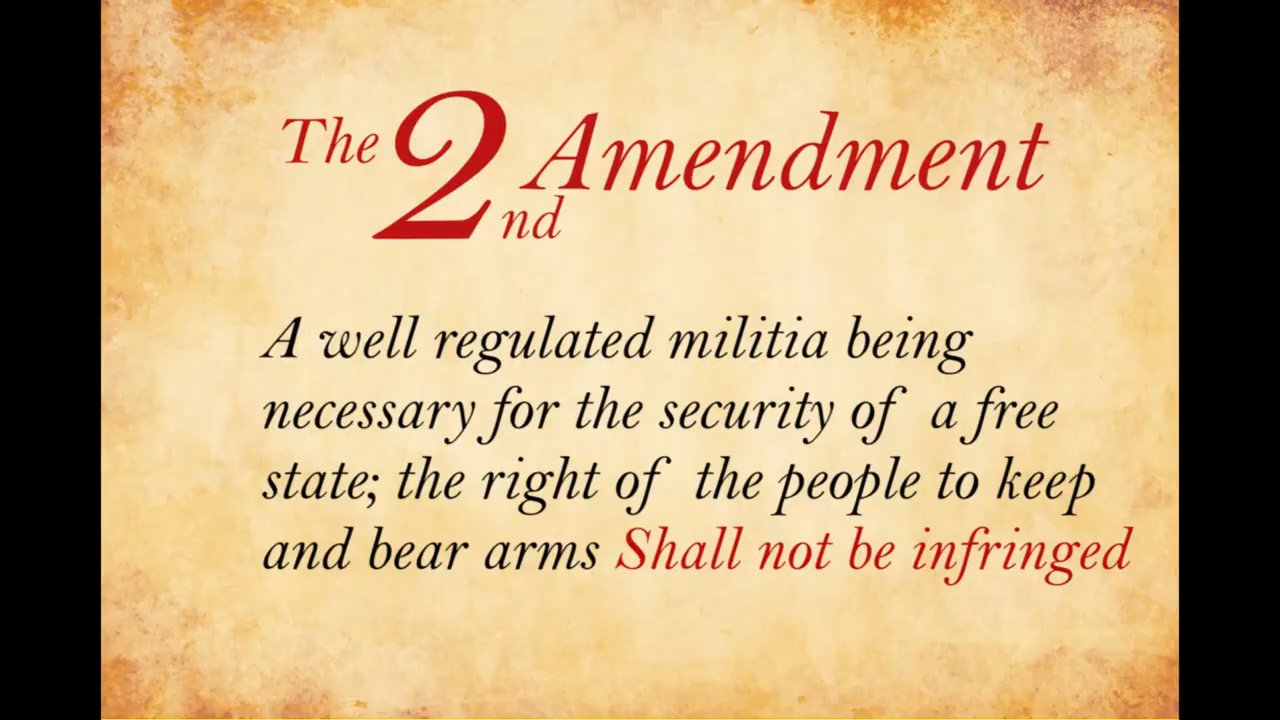 The 2nd Amendment
A well regulated militia being
necessary for the security of a free
state; the right of the people to keep
and bear arms Shall not be infringed